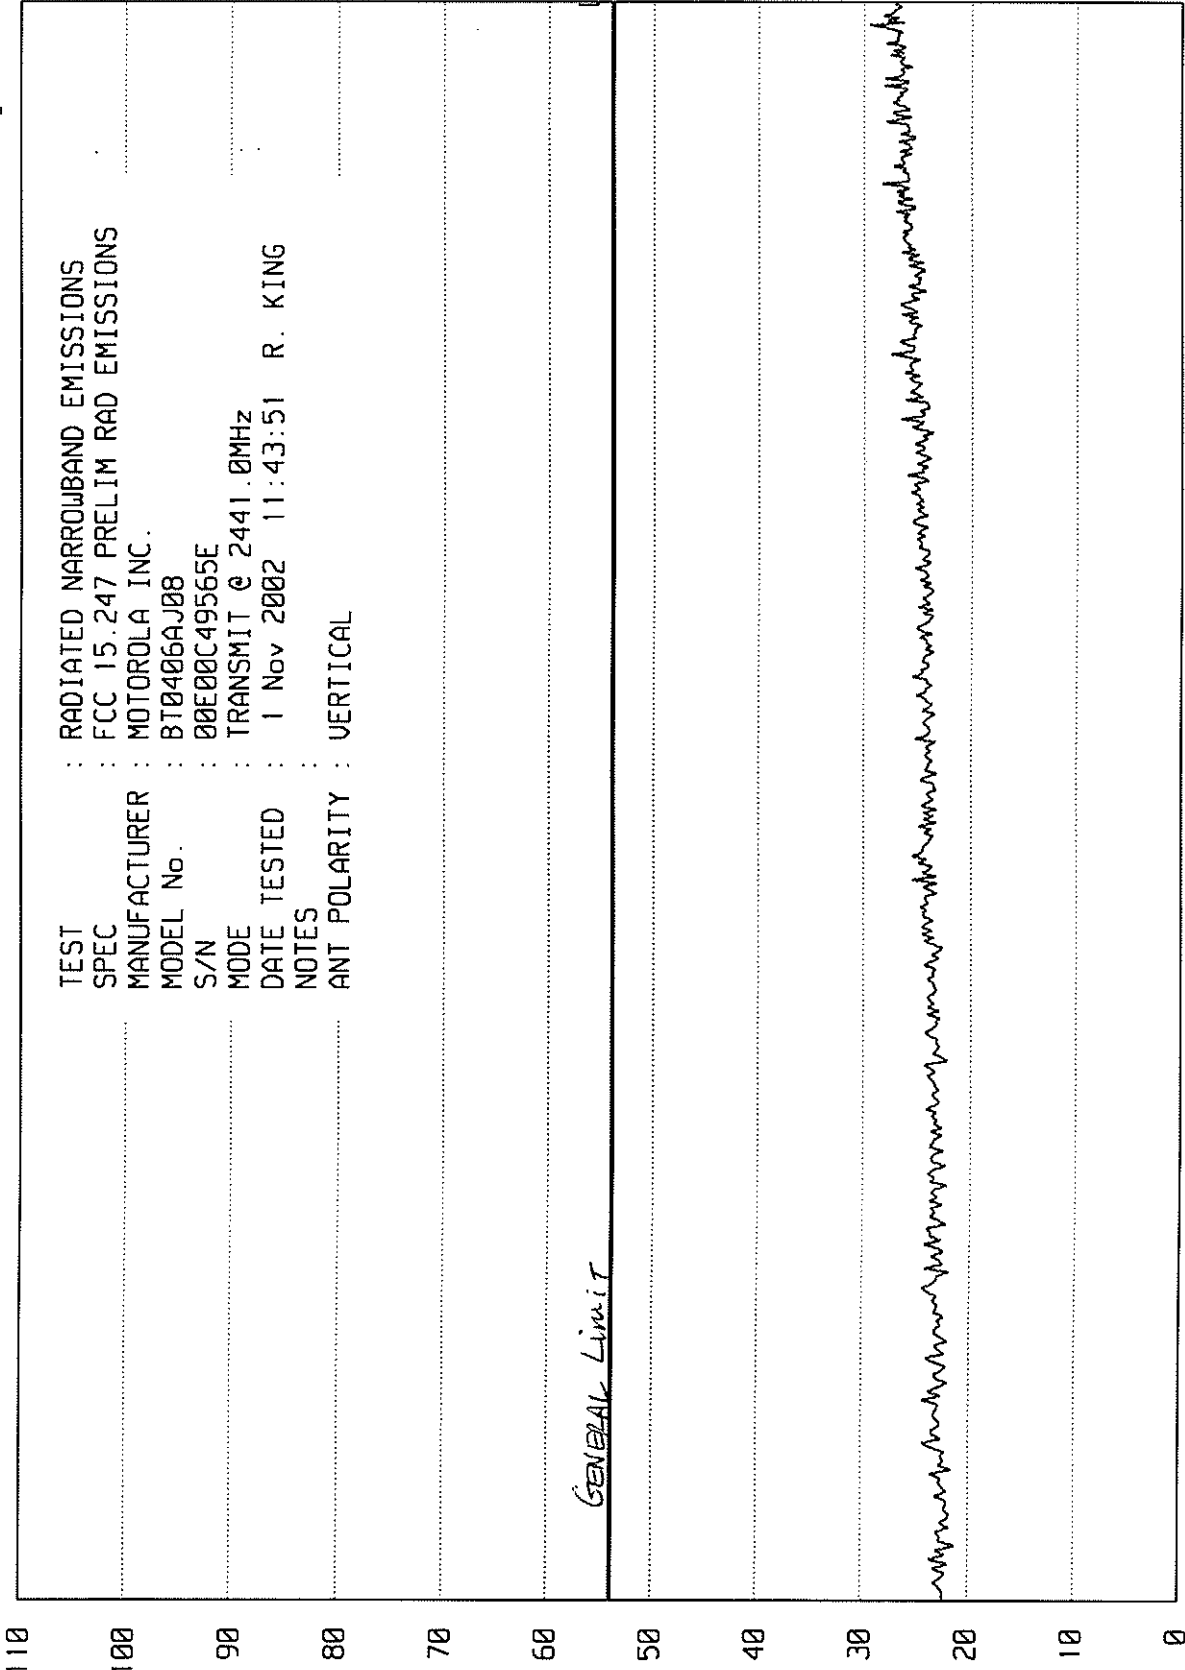 TEST : RADIATED NARROWBAND EMISSIONS
SPEC : FCC 15.247 PRELIM RAD EMISSIONS
MANUFACTURER : MOTOROLA INC.
MODEL No. : BT0406AJ08
S/N : 00E00C49565E
MODE : TRANSMIT @ 2441.0MHz
DATE TESTED : 1 Nov 2002 11:43:51 R. KING
NOTES :
ANT POLARITY : VERTICAL
110
100
90
80
70
60
GENERAL LimiT
50
40
30
20
10
0